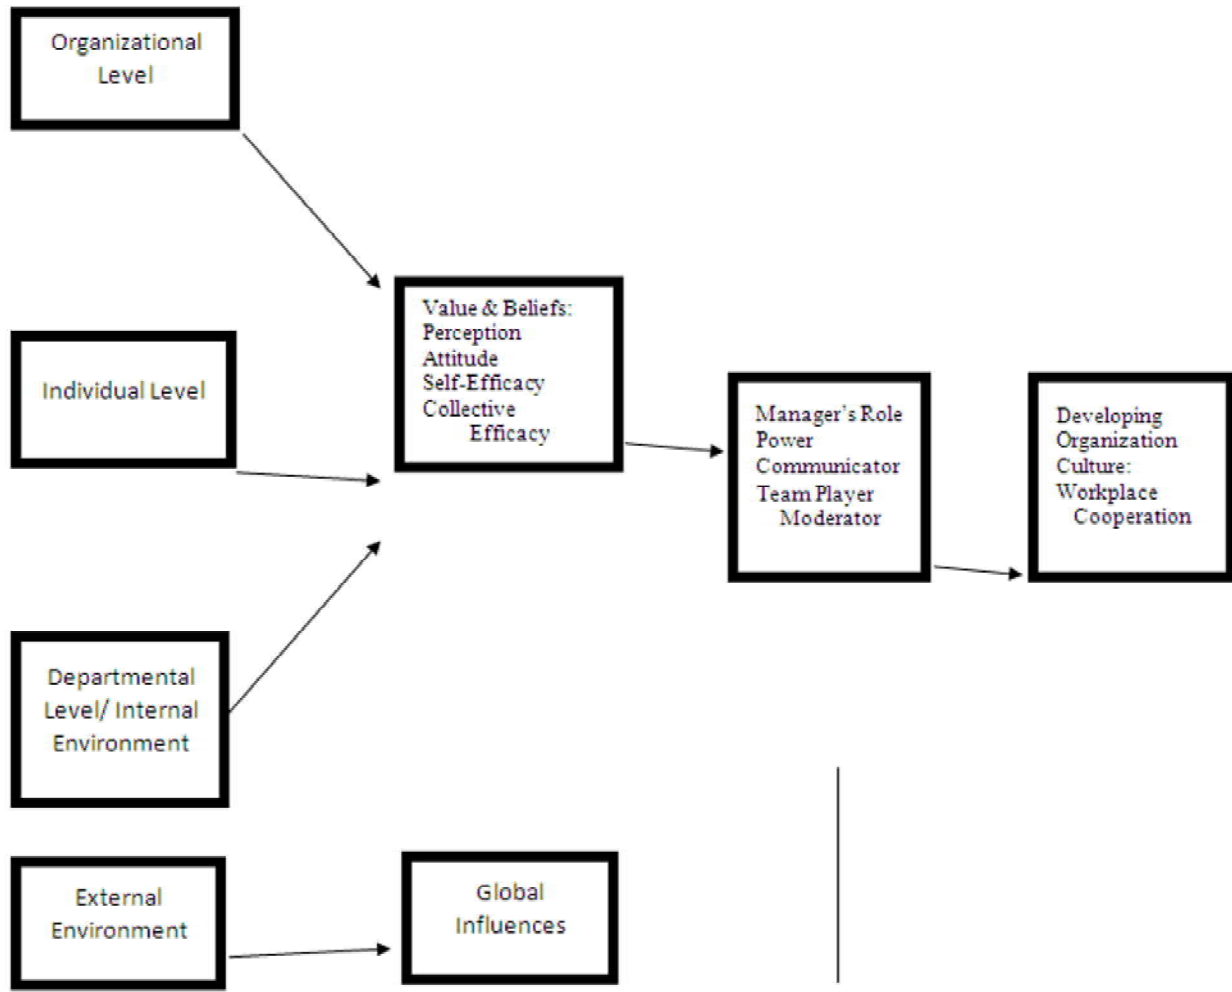 Organizational
Level
Individual Level
Departmental
Level/ Internal
Environment
External
Environment
Value & Beliefs:
Perception
Attitude
Self-Efficacy
Collective
Efficacy
Global
Influences
Manager's Role
Power
Communicator
Team Player
Moderator
Developing
Organization
Culture:
Workplace
Cooperation